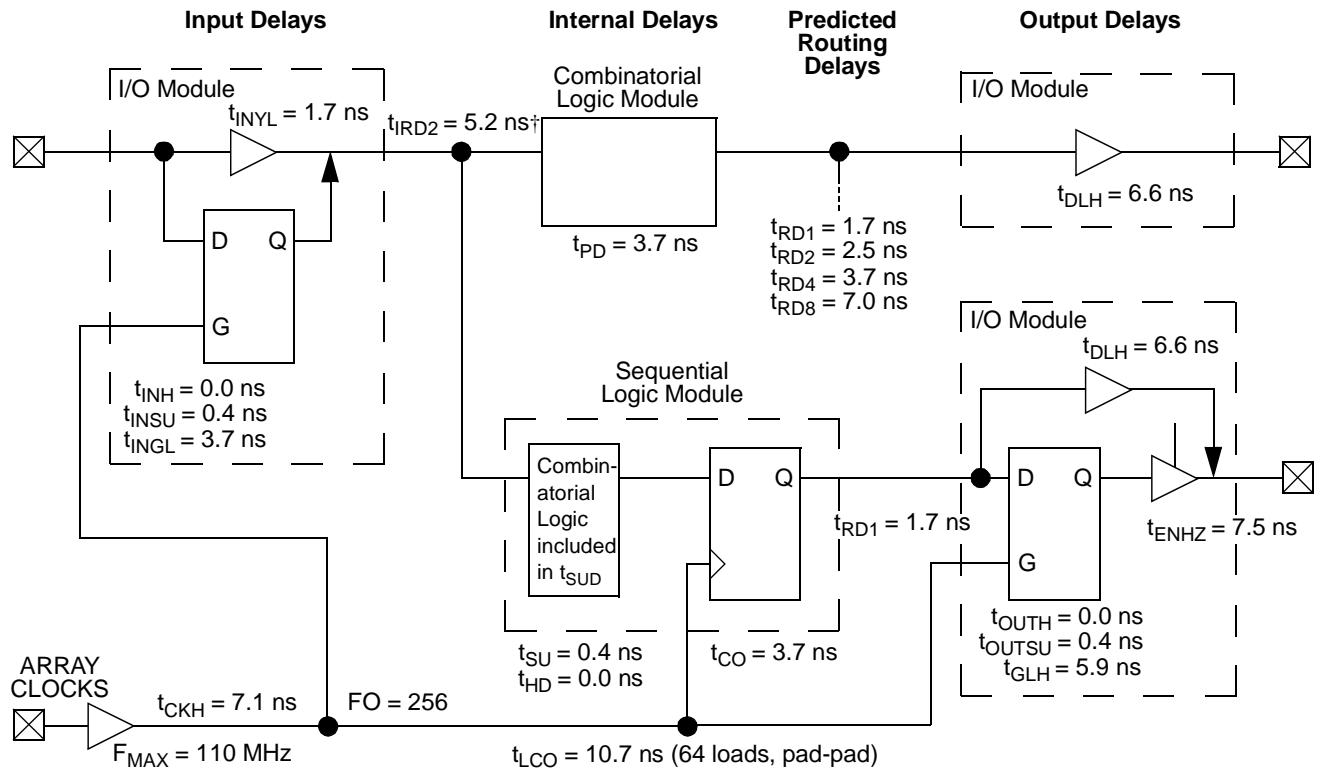 Input Delays
Internal Delays
Predicted
Routing
Delays
Output Delays
I/O Module
tINYL = 1.7 ns
tIRD2 = 5.2 ns†
Combinatorial
Logic Module
tPD = 3.7 ns
tRD1 = 1.7 ns
tRD2 = 2.5 ns
tRD4 = 3.7 ns
tRD8 = 7.0 ns
I/O Module
tDLH = 6.6 ns
D Q
G
tINH = 0.0 ns
tINSU = 0.4 ns
tINGL = 3.7 ns
Sequential
Logic Module
Combin-
atorial
Logic
included
in tSUD
D Q
tSU = 0.4 ns
tHD = 0.0 ns
tCO = 3.7 ns
tRD1 = 1.7 ns
I/O Module
tDLH = 6.6 ns
D Q
G
tENHZ = 7.5 ns
tOUTH = 0.0 ns
tOUTSU = 0.4 ns
tGLH = 5.9 ns
ARRAY
CLOCKS
tCKH = 7.1 ns
FO = 256
FMAX = 110 MHz
tLCO = 10.7 ns (64 loads, pad-pad)